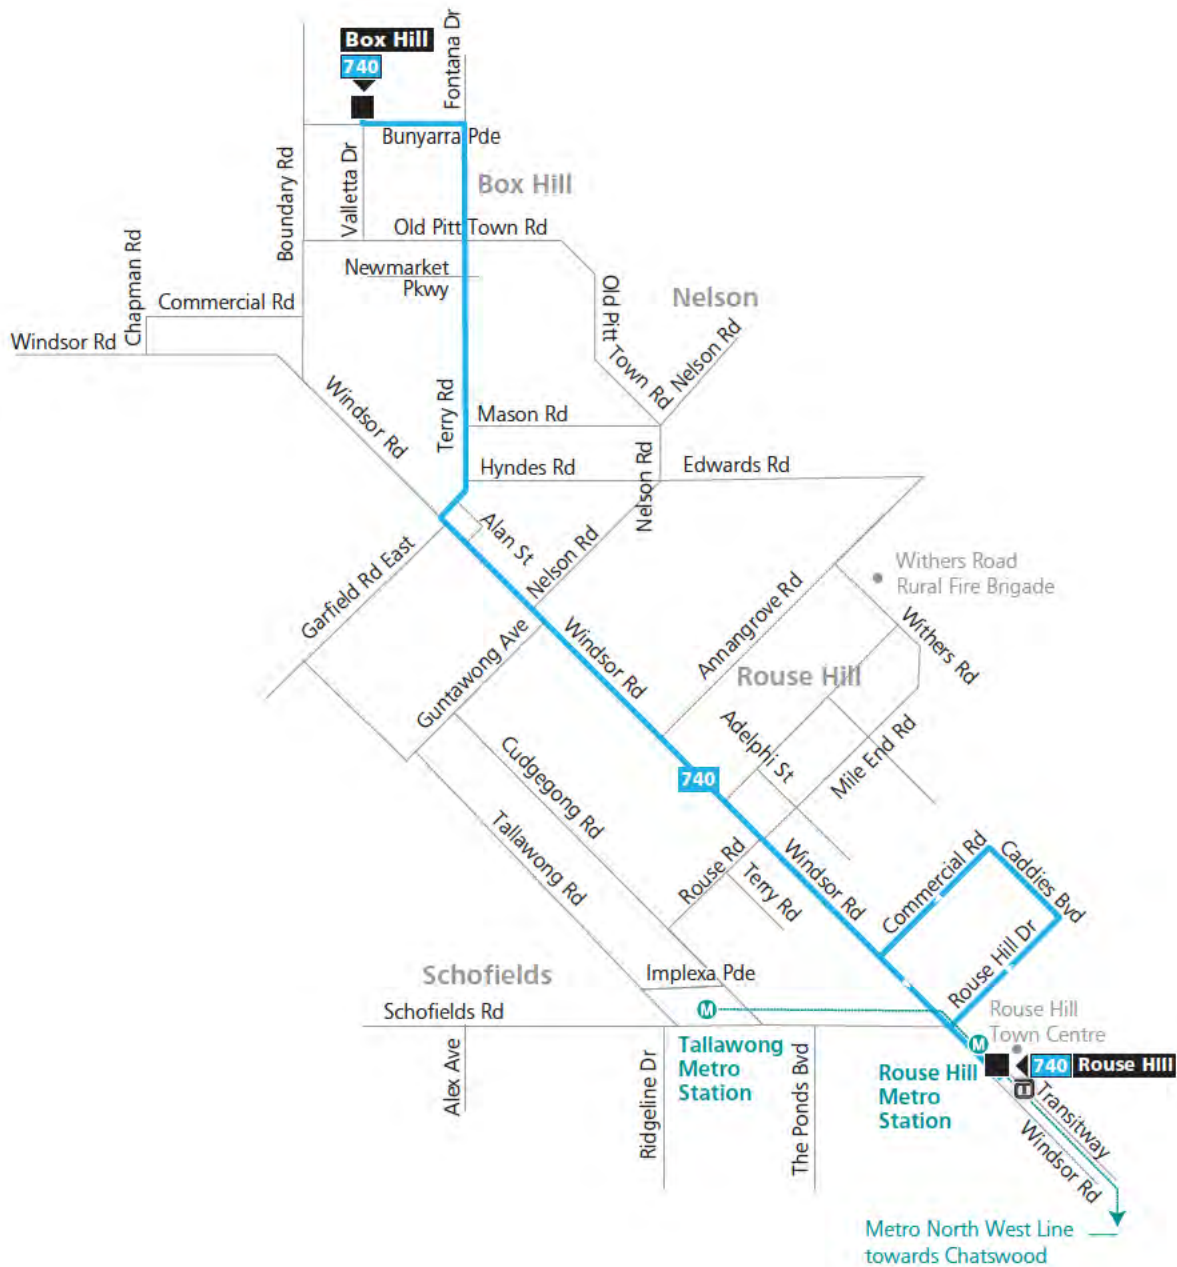 Box Hill
740
Fontana Dr
Bunyarra Pde
Boundary Rd
Valletta Dr
Box Hill
Old Pitt Town Rd
Chapman Rd
Newmarket
Pkwy
Old Pitt
Town Rd
Nelson
Commercial Rd
Windsor Rd
Nelson Rd
Windsor Rd
Terry Rd
Mason Rd
Hyndes Rd
Nelson Rd
Edwards Rd
Alan St
Garfield Rd East
Nelson Rd
Withers Road
Rural Fire Brigade
Annangrove Rd
Withers Rd
Guntawong Ave
Windsor Rd
Rouse Hill
Adelphi St
Mile End Rd
Cudgegong Rd
740
Tallawong Rd
Rouse Rd
Terry Rd
Windsor Rd
Commercial Rd
Caddies Bvd
Rouse Hill Dr
Schofields
Implexa Pde
Schofields Rd
M
Rouse Hill
Town Centre
M
Tallawong
Metro
Station
Alex Ave
Ridgeline Dr
The Ponds Bvd
Rouse Hill
Metro
Station
740
Rouse Hill
Transitway
Windsor Rd
Metro North West Line
towards Chatswood